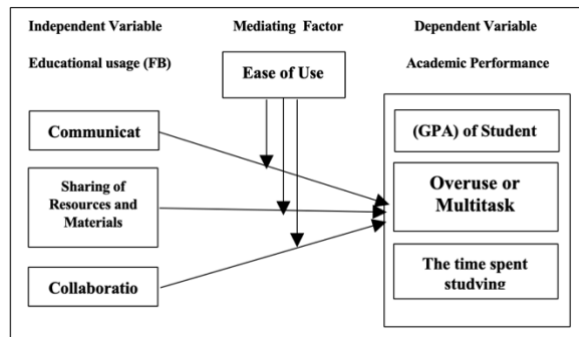 Independent Variable
Mediating Factor
Dependent Variable
Educational usage (FB)
Ease of Use
Academic Performance
Communicat
Sharing of
Resources and
Materials
Collaboratio
(GPA) of Student
Overuse or
Multitask
The time spent
studying